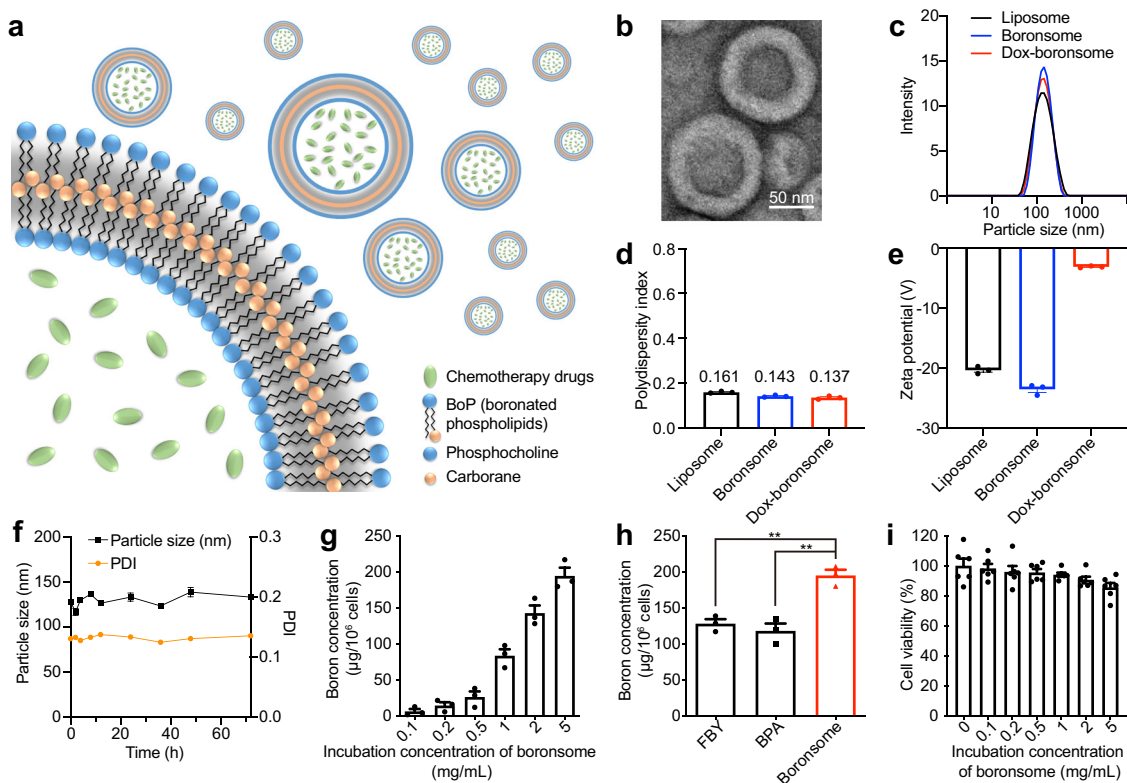 a
Chemotherapy drugs
BoP (boronated
phospholipids)
Phosphocholine
Carborane
b
50 nm
c
Liposome
Boronsome
Dox-boronsome
Intensity
20
15
10
5
0
10 100 1000
Particle size (nm)
d
Polydispersity index
0.8
0.6
0.4
0.2
0.0
0.161 0.143 0.137
Liposome
Boronsome
Dox-boronsome
e
Zeta potential (V)
0
-10
-20
-30
Liposome
Boronsome
Dox-boronsome
f
Particle size (nm)
PDI
Particle size (nm)
200
150
100
50
0
0.3
0.2
0.1
0.0
PDI
0 20 40 60
Time (h)
g
Boron concentration
(μg/10⁶ cells)
250
200
150
100
50
0
0.1 0.2 0.5 1 2 5
Incubation concentration of boronsome
(mg/mL)
h
Boron concentration
(μg/10⁶ cells)
250
200
150
100
50
0
**
**
FBY
BPA
Boronsome
i
Cell viability (%)
120
100
80
60
40
20
0
0 0.1 0.2 0.5 1 2 5
Incubation concentration
of boronsome (mg/mL)